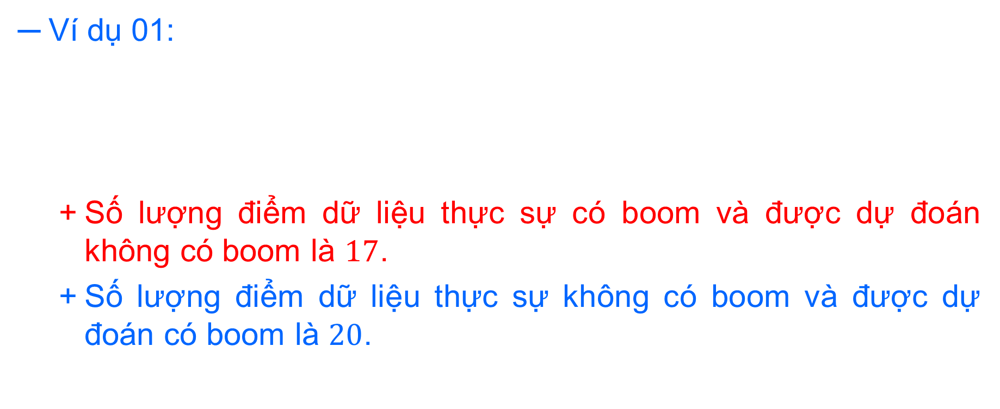 — Ví dụ 01:
+ Số lượng điểm dữ liệu thực sự có boom và được dự đoán
không có boom là 17.
+ Số lượng điểm dữ liệu thực sự không có boom và được dự
đoán có boom là 20.